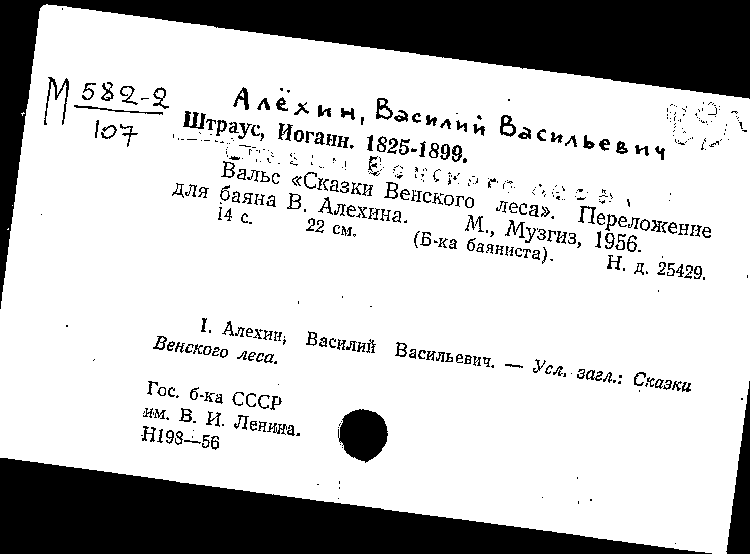 М 582-2
107
Алёхин, Василий Васильевич
Штраус, Иоганн. 1825-1899.
Сказки Венского леса.
Вальс «Сказки Венского леса». Переложение
для баяна В. Алехина. М., Музгиз, 1956.
14 с. 22 см. (Б-ка баяниста). Н. д. 25429.
I. Алехин, Василий Васильевич. — Усл. загл.: Сказки
Венского леса.
Гос. б-ка СССР
им. В. И. Ленина.
Н193—56